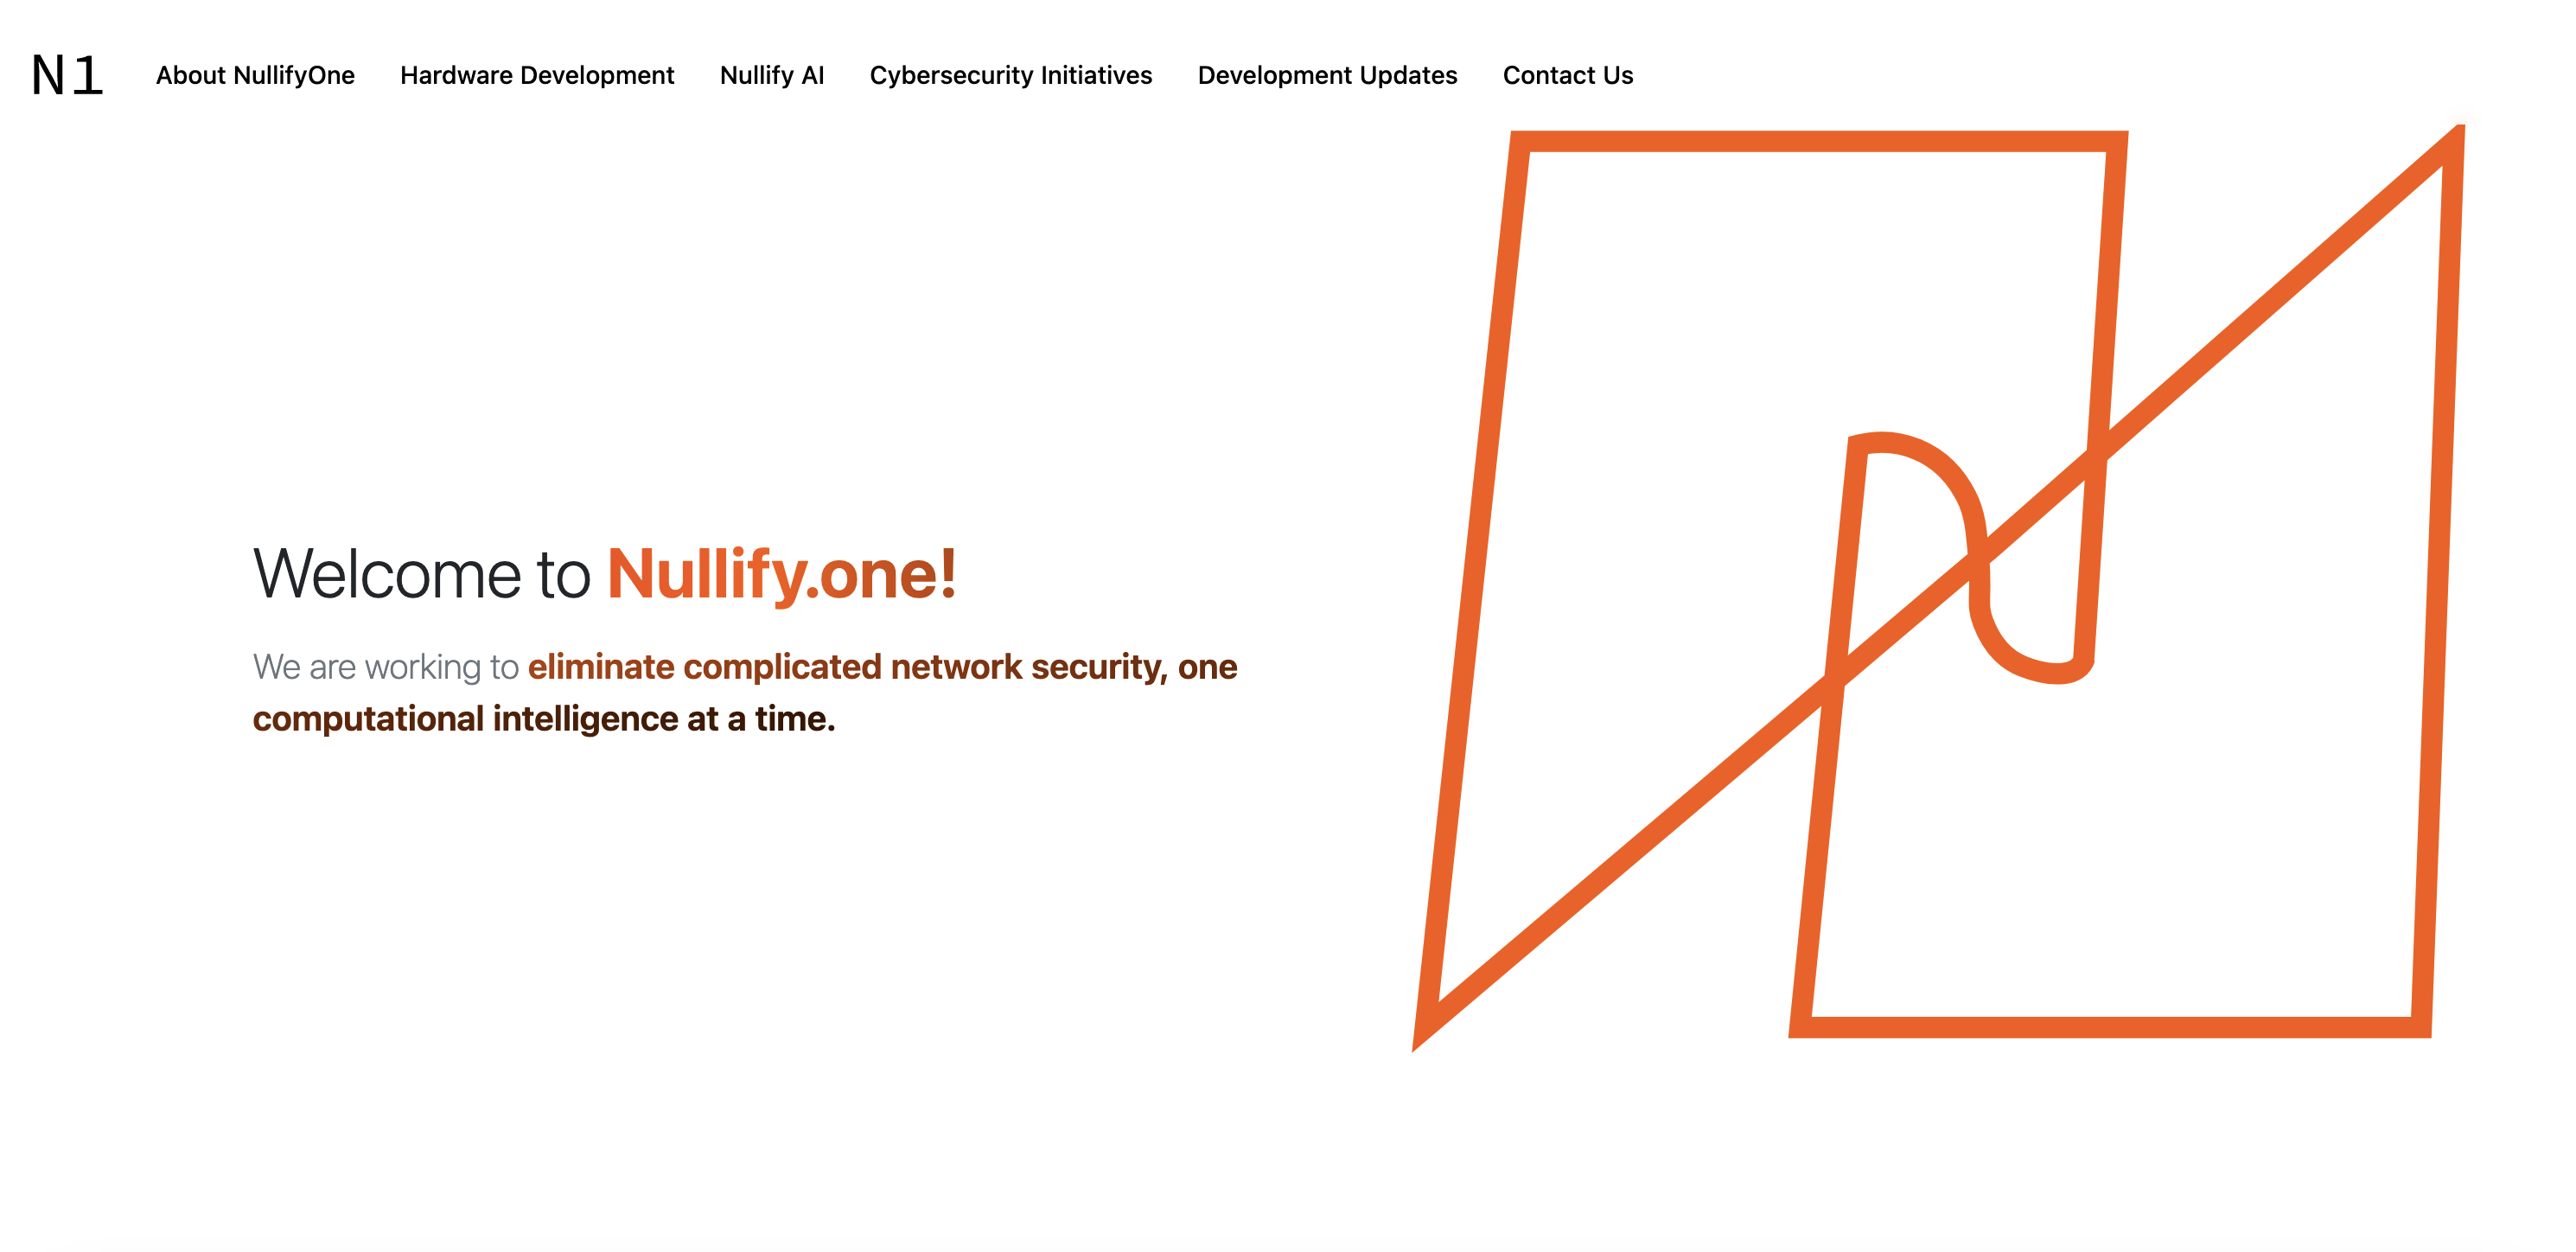 N1 About NullifyOne Hardware Development Nullify AI Cybersecurity Initiatives Development Updates Contact Us
Welcome to Nullify.one!
We are working to eliminate complicated network security, one
computational intelligence at a time.